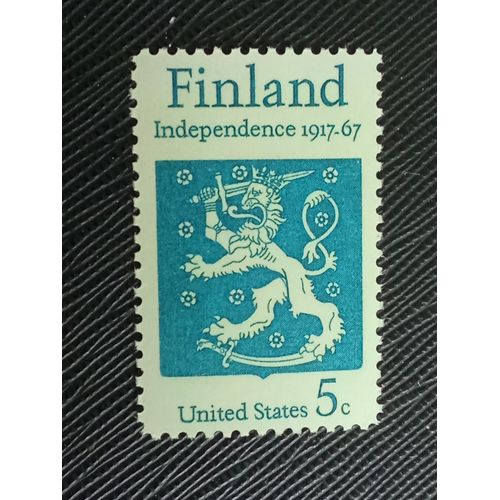 Finland
Independence 1917-67
United States 5c